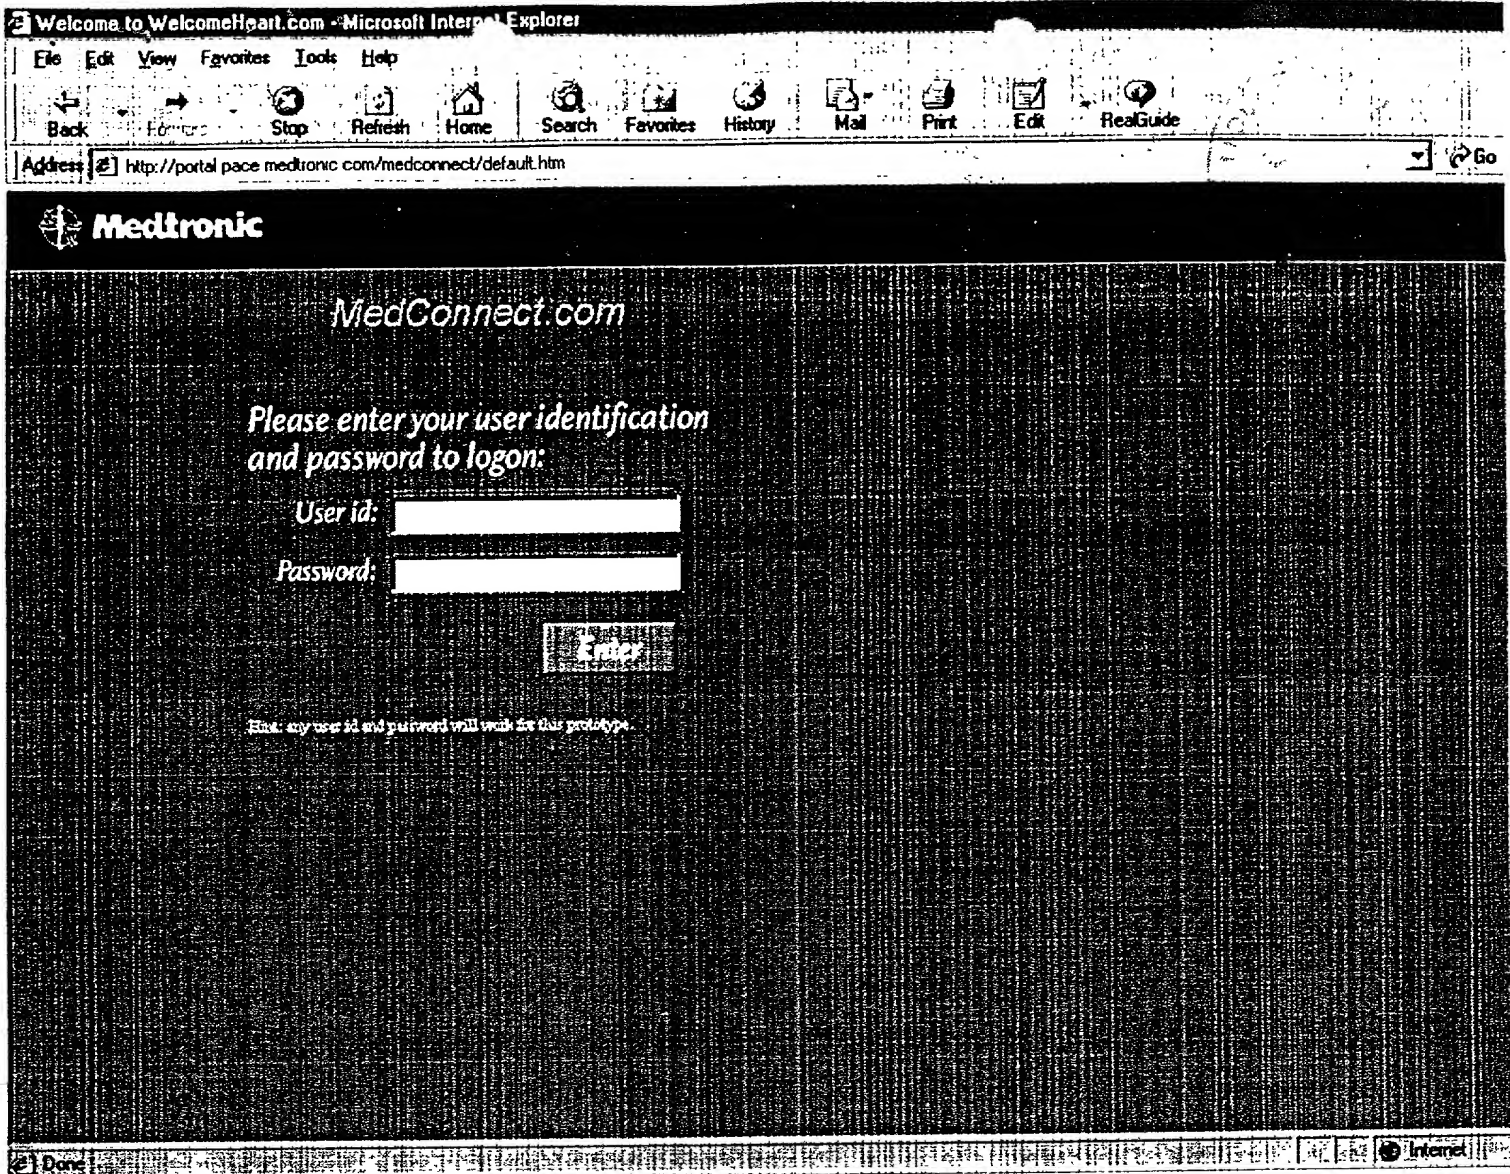 Welcome to WelcomeHeart.com - Microsoft Internet Explorer
File Edit View Favorites Tools Help
Back Forward Stop Refresh Home Search Favorites History Mail Print Edit RealGuide
Address http://portal pace medtronic com/medconnect/default.htm Go
Medtronic
MedConnect.com
Please enter your user identification
and password to logon:
User id:
Password:
Enter
Hint: any user id and password will work for this prototype.
Done Internet